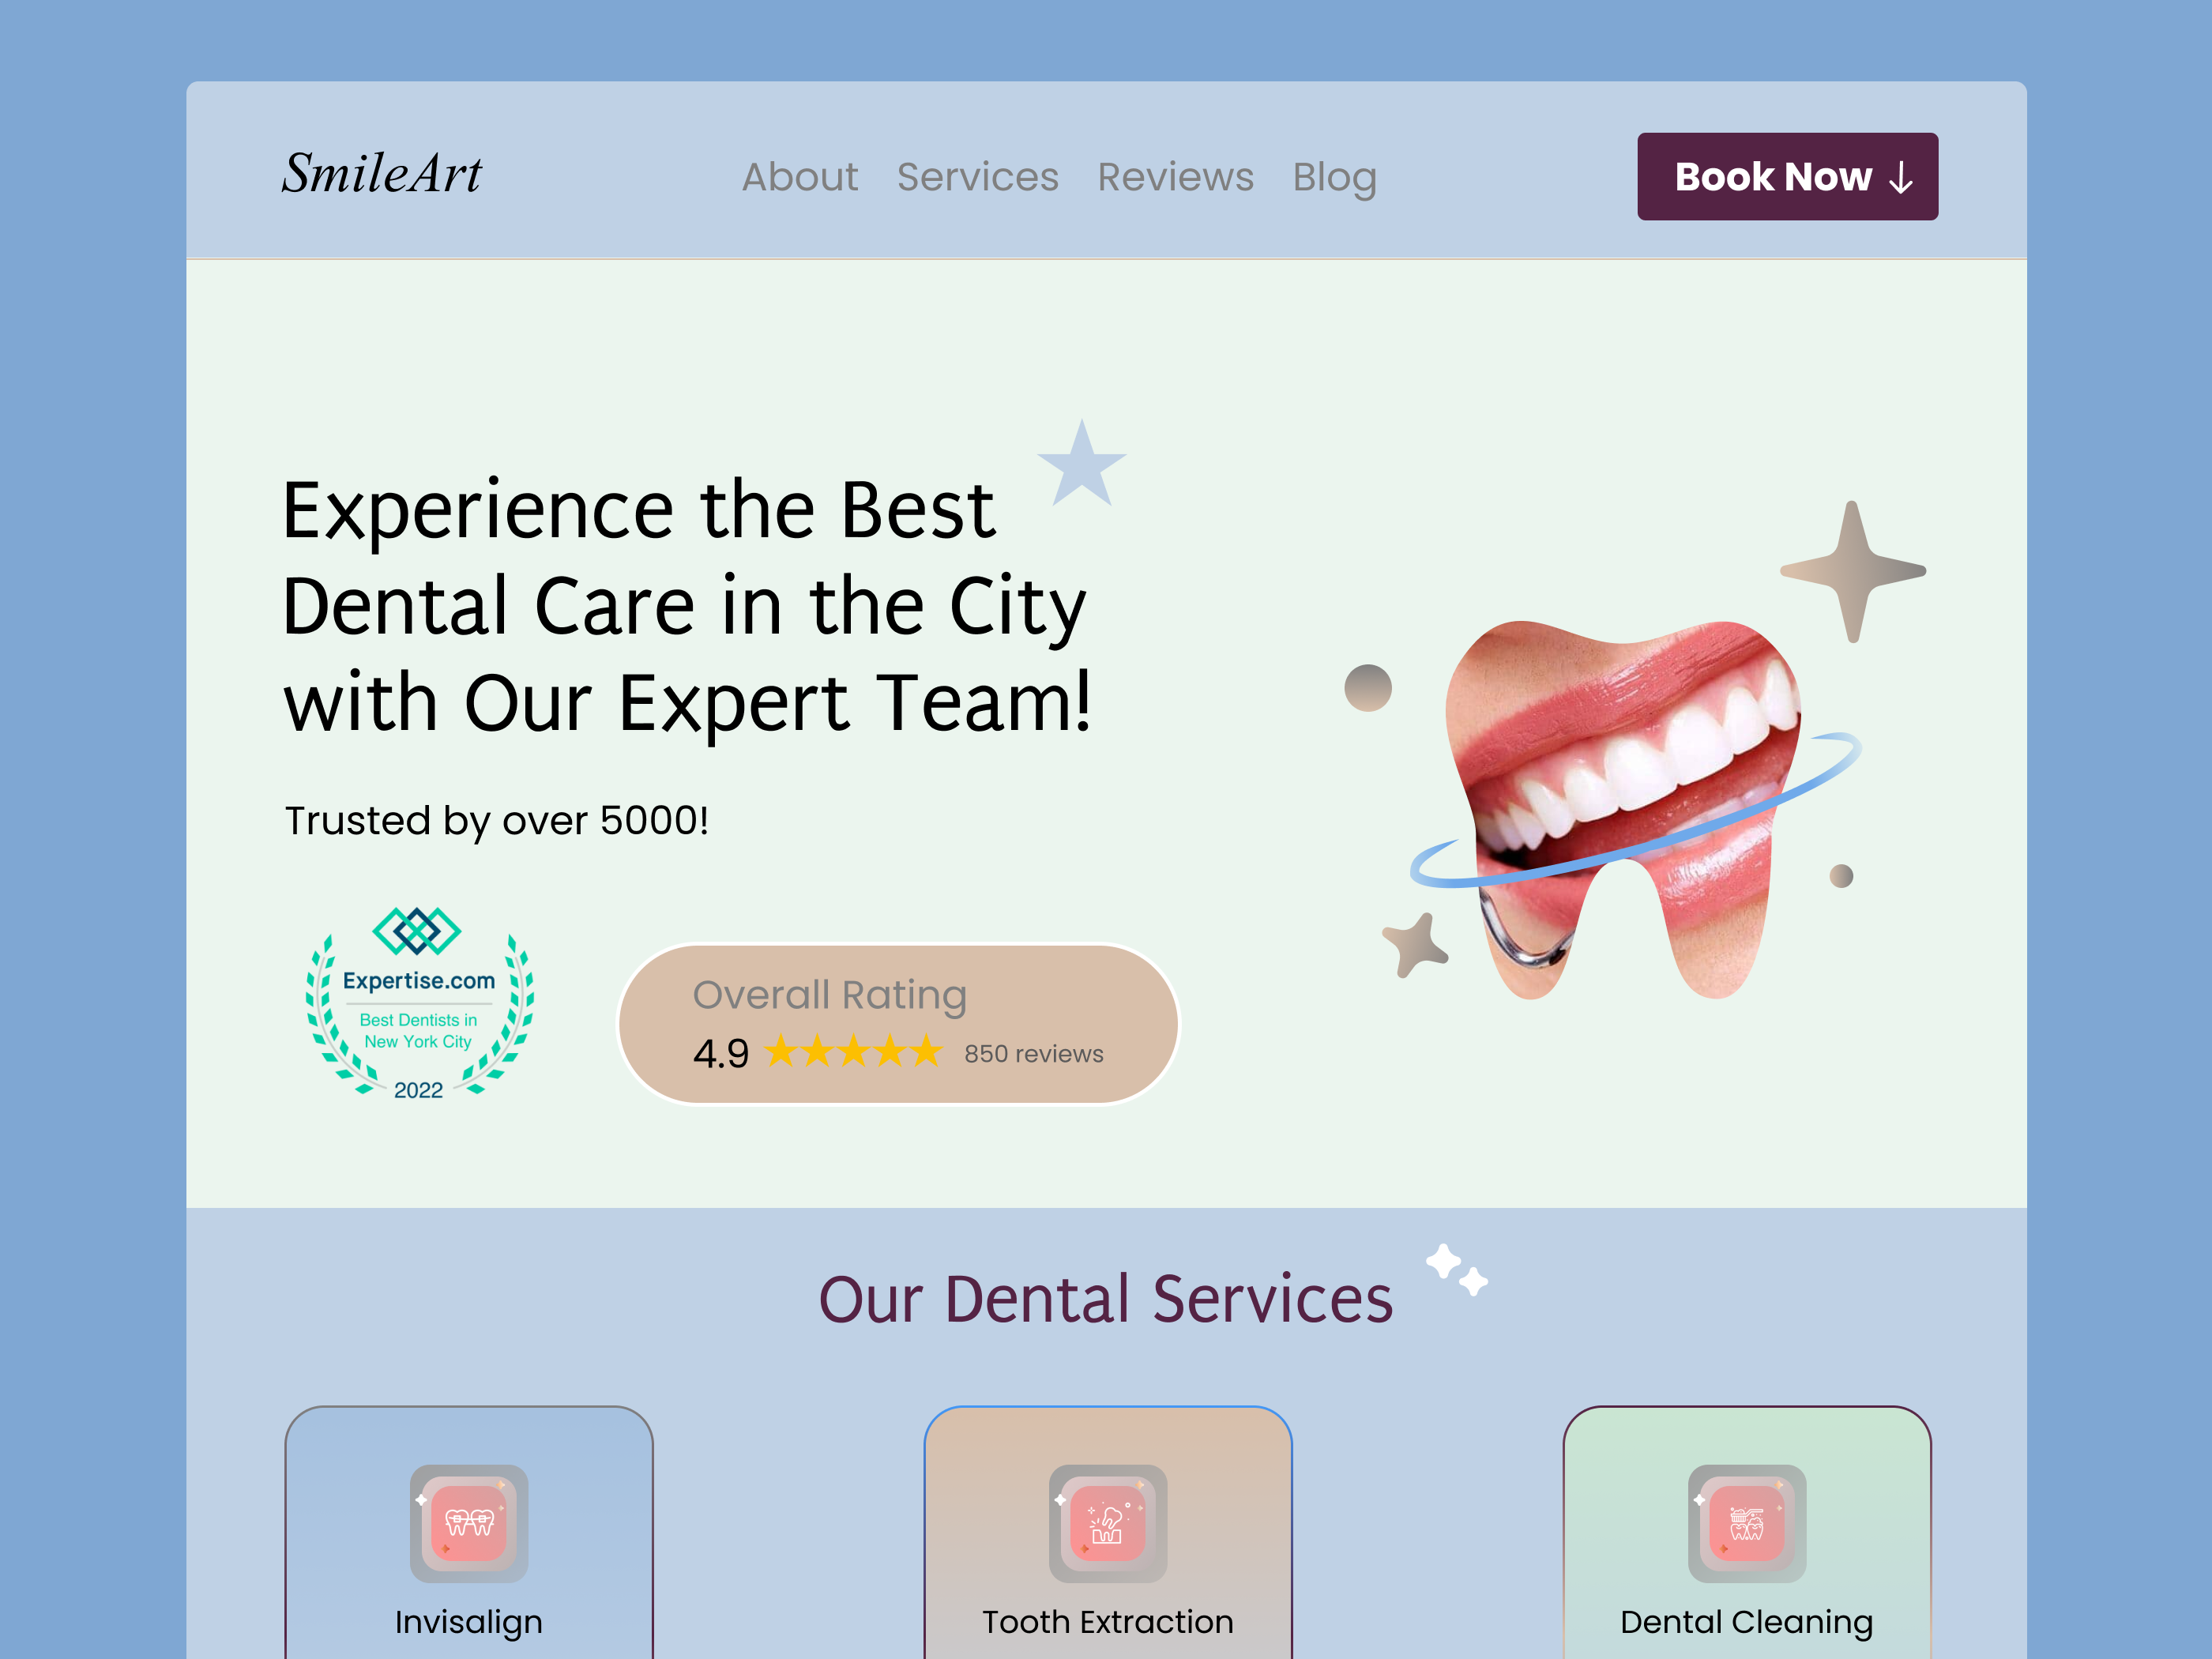 SmileArt
About Services Reviews Blog
Book Now ↓
Experience the Best
Dental Care in the City
with Our Expert Team!
Trusted by over 5000!
Expertise.com
Best Dentists in
New York City
2022
Overall Rating
4.9 ★★★★★ 850 reviews
Our Dental Services
Invisalign
Tooth Extraction
Dental Cleaning